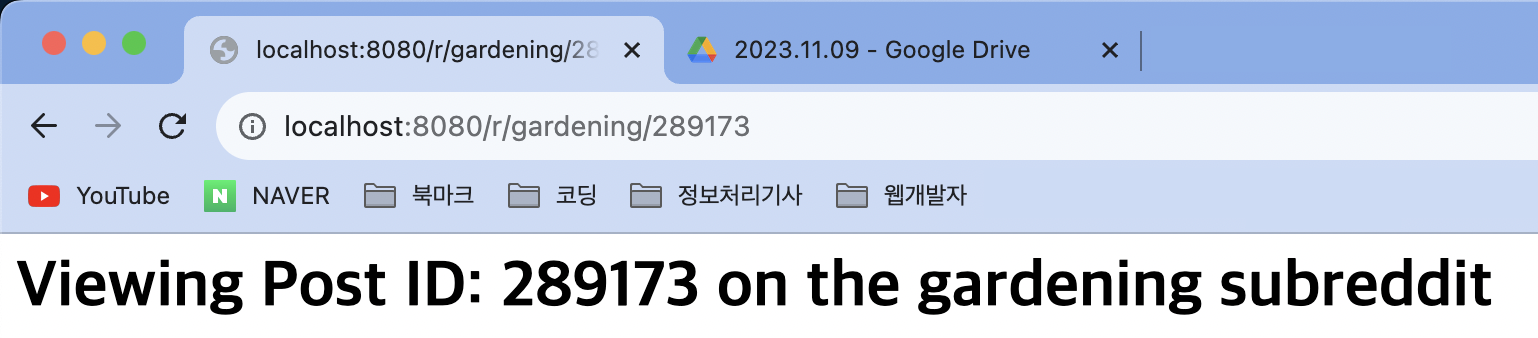 localhost:8080/r/gardening/28
2023.11.09 - Google Drive
localhost:8080/r/gardening/289173
YouTube N NAVER 북마크 코딩 정보처리기사 웹개발자
Viewing Post ID: 289173 on the gardening subreddit